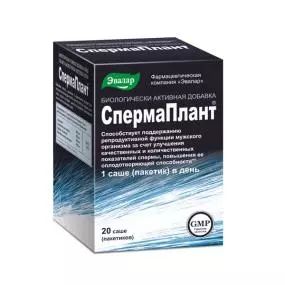 Эвалар
Фармацевтическая
компания «Эвалар»
БИОЛОГИЧЕСКИ АКТИВНАЯ ДОБАВКА
СпермаПлант®
Способствует поддержанию
репродуктивной функции мужского
организма за счет улучшения
качественных и количественных
показателей спермы, повышения ее
оплодотворяющей способности
1 саше (пакетик) в день
20 саше
(пакетиков)
GMP